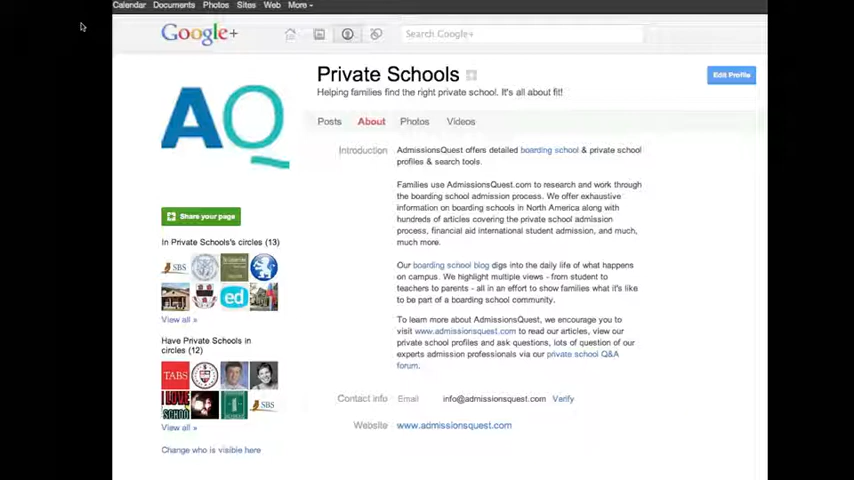 Calendar Documents Photos Sites Web More
Google+
Search Google+
Private Schools
Edit Profile
Helping families find the right private school. It's all about fit!
AQ
Posts About Photos Videos
Introduction
AdmissionsQuest offers detailed boarding school & private school
profiles & search tools.
Families use AdmissionsQuest.com to research and work through
the boarding school admission process. We offer exhaustive
information on boarding schools in North America along with
hundreds of articles covering the private school admission
process, financial aid international student admission, and much,
much more.
Share your page
In Private Schools's circles (13)
SBS
ed
View all »
Our boarding school blog digs into the daily life of what happens
on campus. We highlight multiple views - from student to
teachers to parents - all in an effort to show families what it's like
to be part of a boarding school community.
To learn more about AdmissionsQuest, we encourage you to
visit www.admissionsquest.com to read our articles, view our
private school profiles and ask questions, lots of question of our
experts admission professionals via our private school Q&A
forum.
Have Private Schools in
circles (12)
TABS
I LOVE
SCHOO
1
SBS
View all »
Change who is visible here
Contact info Email info@admissionsquest.com Verify
Website www.admissionsquest.com